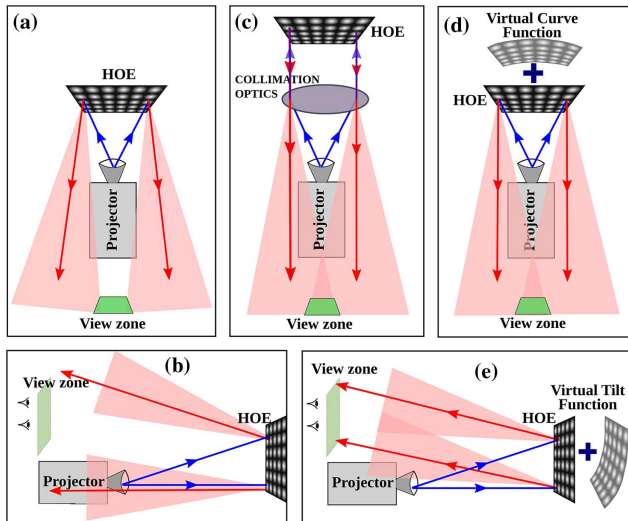 (a)
HOE
Projector
View zone
(c)
HOE
COLLIMATION
OPTICS
Projector
View zone
(d)
Virtual Curve
Function
HOE
Projector
View zone
(b)
View zone
HOE
Projector
(e)
View zone
HOE
Virtual Tilt
Function
Projector